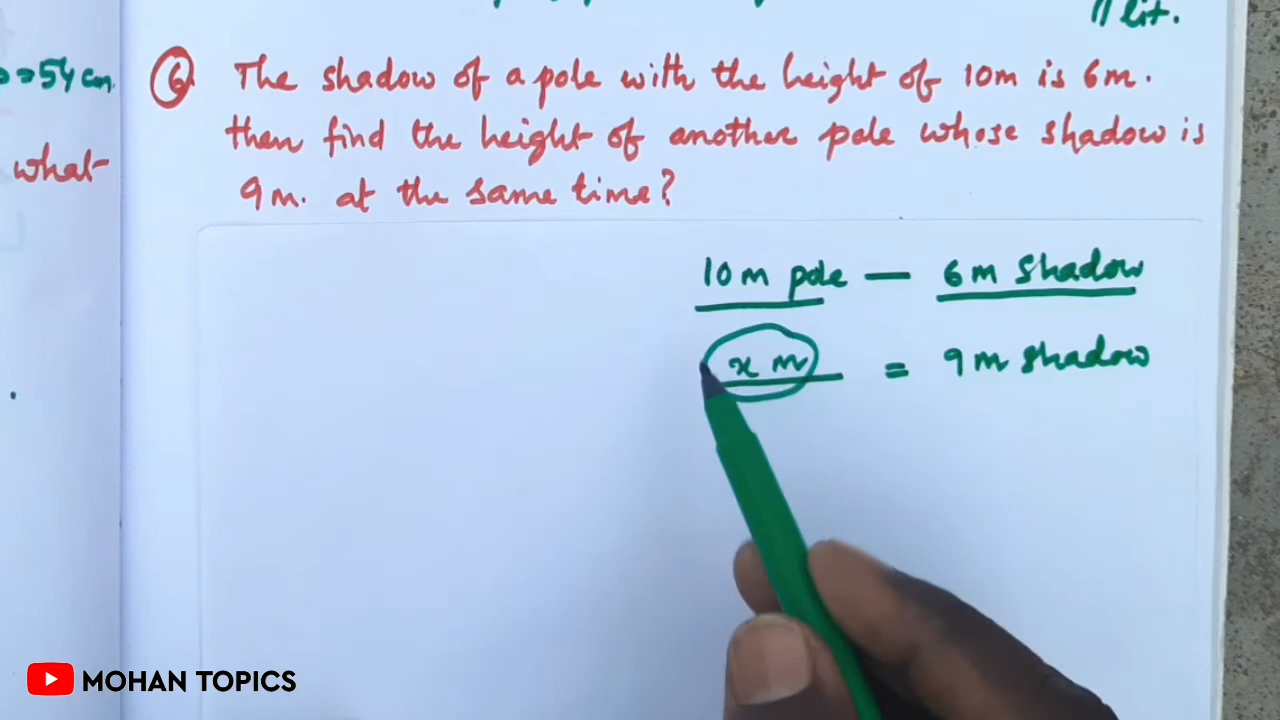 11 lit.
= 54 cm.
what
6 The shadow of a pole with the height of 10m is 6m.
then find the height of another pole whose shadow is
9m. at the same time?
10m pole — 6m shadow
x m = 9m shadow
MOHAN TOPICS